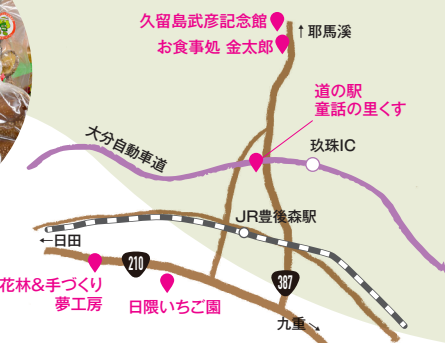 久留島武彦記念館
↑耶馬溪
お食事処 金太郎
道の駅
童話の里くす
大分自動車道
玖珠IC
JR豊後森駅
←日田
210
387
花林&手づくり
夢工房
日隈いちご園
九重↘